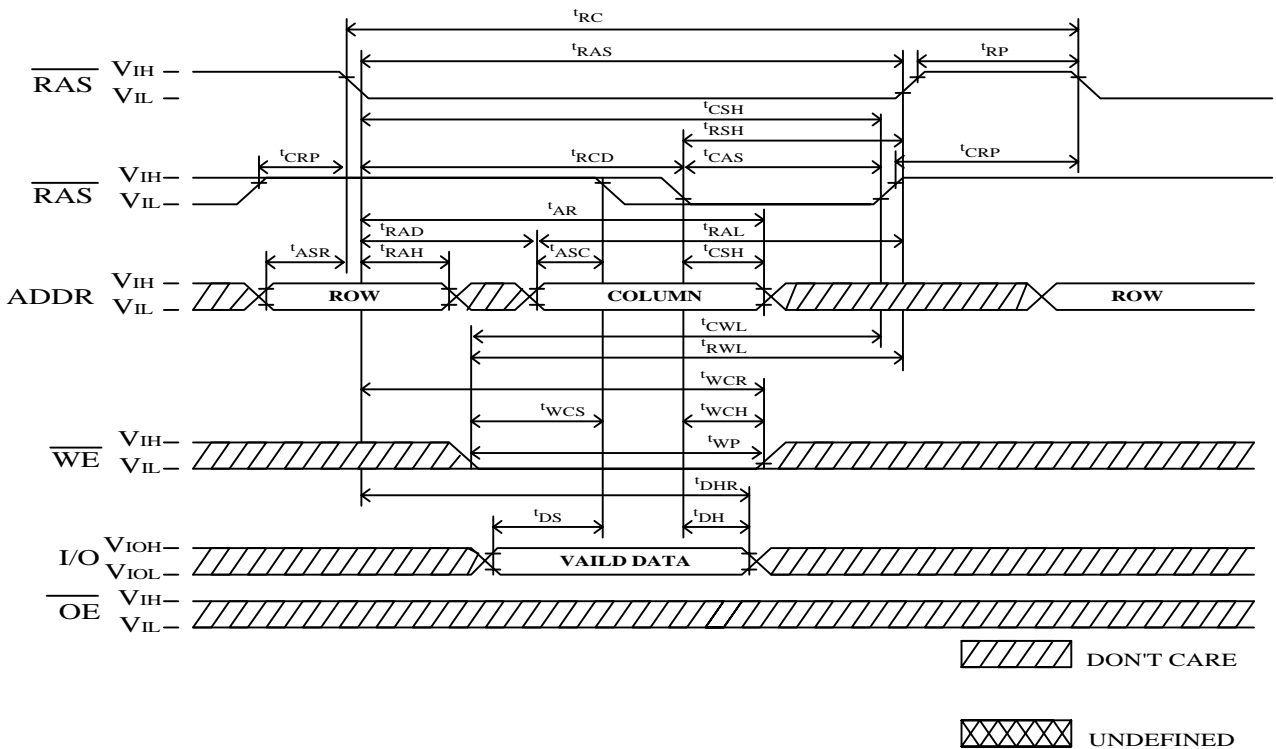 tRC
tRAS
tRP
RAS
VIH
VIL
tCSH
tRSH
tCRP
tRCD
tCAS
tCRP
RAS
VIH
VIL
tAR
tRAD
tRAL
tASR
tRAH
tASC
tCSH
ADDR
VIH
VIL
ROW
COLUMN
ROW
tCWL
tRWL
tWCR
tWCS
tWCH
WE
VIH
VIL
tWP
tDHR
tDS
tDH
I/O
VIOH
VIOL
VAILD DATA
OE
VIH
VIL
DON'T CARE
UNDEFINED